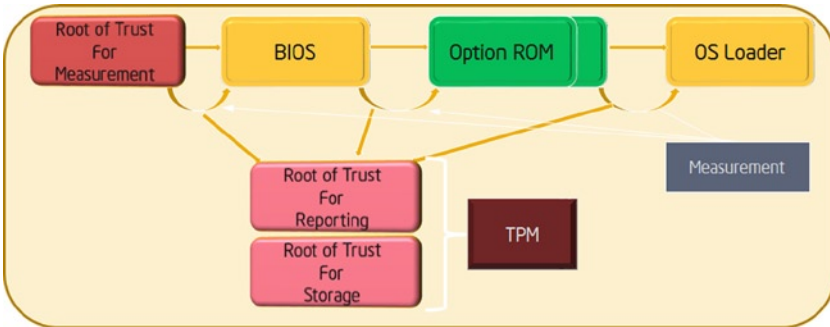 Root of Trust
For
Measurement
BIOS
Option ROM
OS Loader
Measurement
Root of Trust
For
Reporting
TPM
Root of Trust
For
Storage